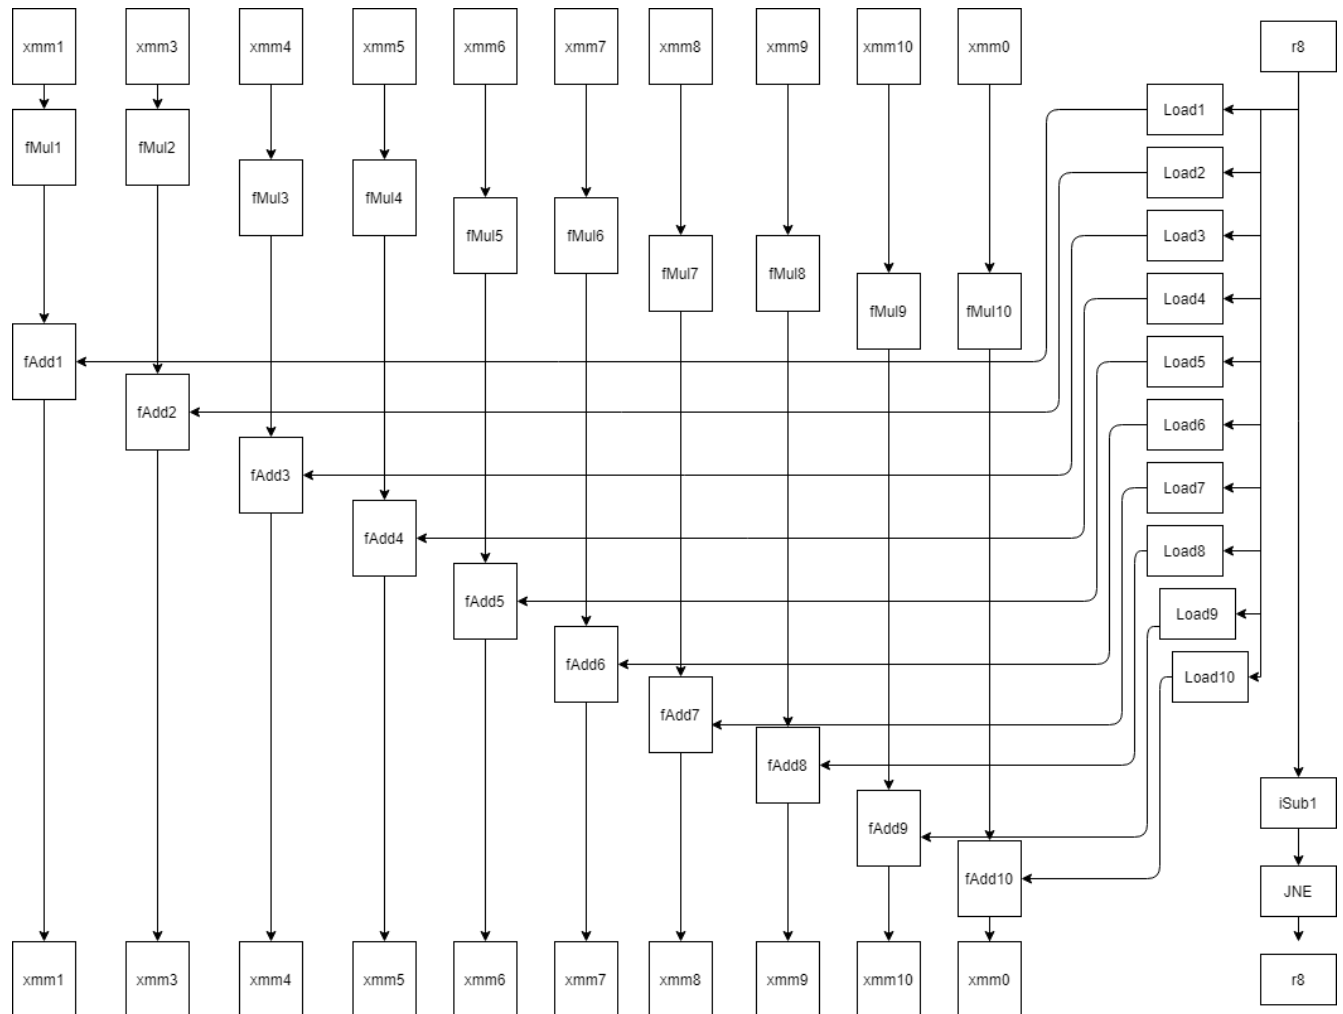 xmm1 xmm3 xmm4 xmm5 xmm6 xmm7 xmm8 xmm9 xmm10 xmm0 r8
Load1
fMul1 fMul2
Load2
fMul3 fMul4
Load3
fMul5 fMul6
fMul7 fMul8
Load4
fMul9 fMul10
fAdd1
Load5
fAdd2
Load6
fAdd3
Load7
fAdd4
Load8
fAdd5
Load9
fAdd6
Load10
fAdd7
fAdd8
iSub1
fAdd9
fAdd10
JNE
xmm1 xmm3 xmm4 xmm5 xmm6 xmm7 xmm8 xmm9 xmm10 xmm0 r8